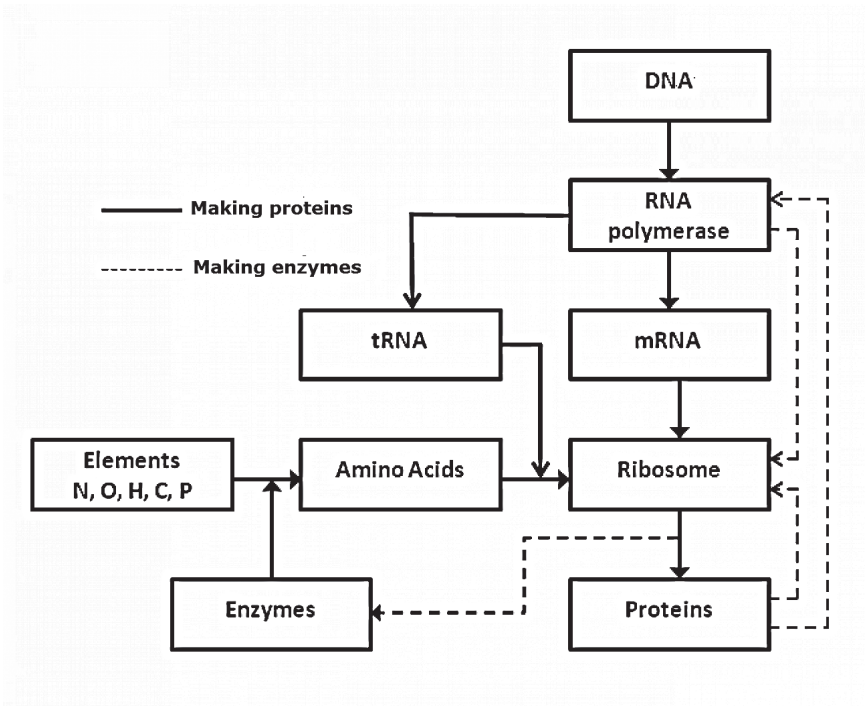 DNA
RNA
polymerase
Making proteins
Making enzymes
tRNA
mRNA
Elements
N, O, H, C, P
Amino Acids
Ribosome
Enzymes
Proteins